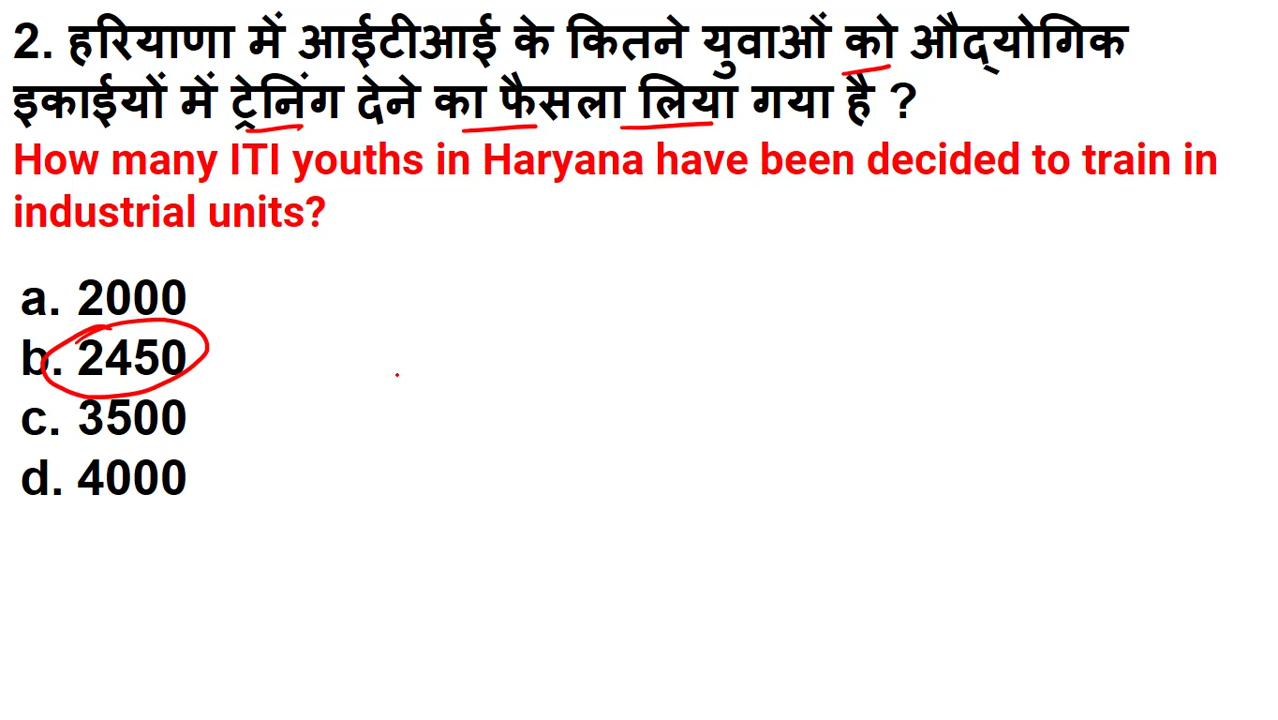 2. हरियाणा में आईटीआई के कितने युवाओं को औद्योगिक
इकाईयों में ट्रेनिंग देने का फैसला लिया गया है ?
How many ITI youths in Haryana have been decided to train in
industrial units?
a. 2000
b. 2450
c. 3500
d. 4000